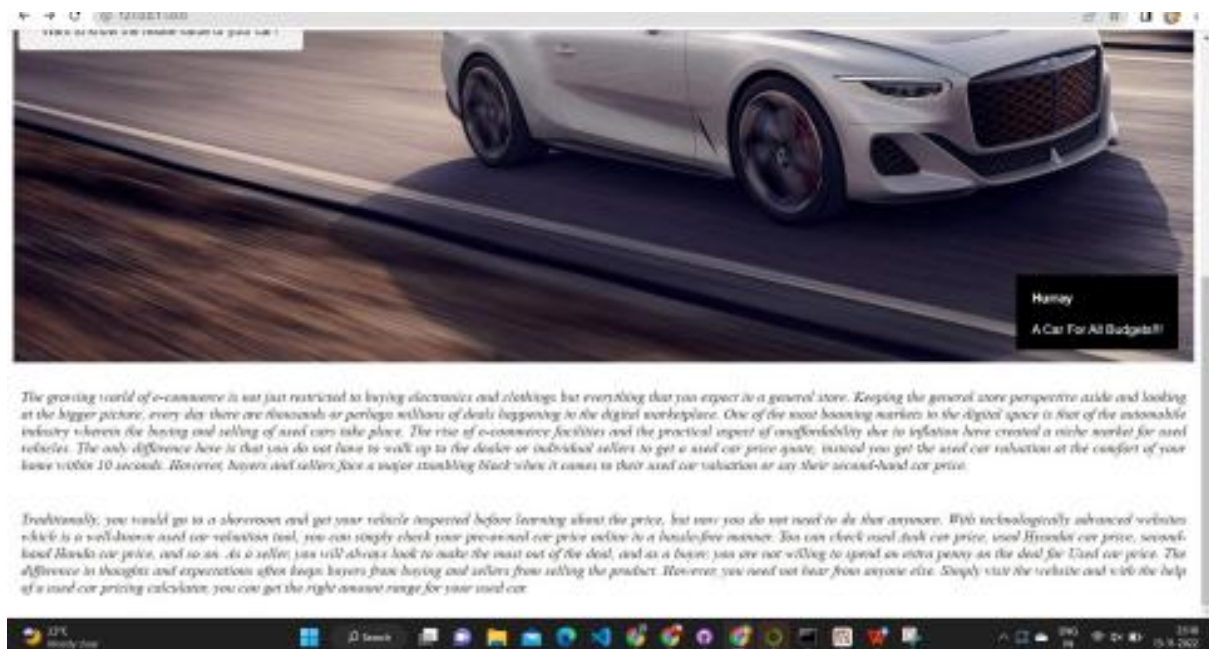 Want to know the resale value of your car?
Hurray
A Car For All Budgets!!!
The growing world of e-commerce is not just restricted to buying electronics and clothings but everything that you expect in a general store. Keeping the general store perspective aside and looking
at the bigger picture, every day there are thousands or perhaps millions of deals happening in the digital marketplace. One of the most booming markets in the digital space is that of the automobile
industry wherein the buying and selling of used cars take place. The rise of e-commerce facilities and the practical aspect of unaffordability due to inflation have created a niche market for used
vehicles. The only difference here is that you do not have to walk up to the dealer or individual sellers to get a used car price quote, instead you get the used car valuation at the comfort of your
home within 10 seconds. However, buyers and sellers face a major stumbling block when it comes to their used car valuation or say their second-hand car price.
Traditionally, you would go to a showroom and get your vehicle inspected before learning about the price, but now you do not need to do that anymore. With technologically advanced websites
which is a well-known used car valuation tool, you can simply check your pre-owned car price online in a hassle-free manner. You can check used Audi car price, used Hyundai car price, second-
hand Honda car price, and so on. As a seller, you will always look to make the most out of the deal, and as a buyer, you are not willing to spend an extra penny on the deal for Used car price. The
difference in thoughts and expectations often keeps buyers from buying and sellers from selling the product. However, you need not hear from anyone else. Simply visit the website and with the help
of a used car pricing calculator, you can get the right amount range for your used car.
Search
ENG